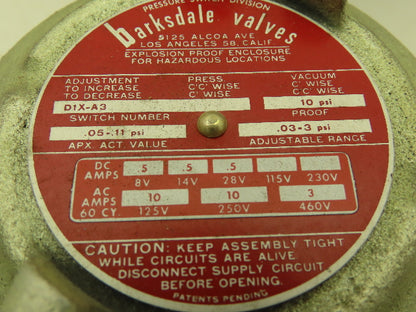 PRESSURE SWITCH DIVISION
barksdale valves
5125 ALCOA AVE
LOS ANGELES 58, CALIF
EXPLOSION PROOF ENCLOSURE
FOR HAZARDOUS LOCATIONS
ADJUSTMENT PRESS VACUUM
TO INCREASE C'C' WISE C' WISE
TO DECREASE C' WISE C C' WISE
D1X-A3 10 psi
SWITCH NUMBER PROOF
.05-.11 psi .03-3 psi
APX. ACT. VALUE ADJUSTABLE RANGE
DC AMPS .5 .5 .5
8V 14V 28V 115V 230V
AC AMPS 60 CY. 10 10 3
125V 250V 460V
CAUTION: KEEP ASSEMBLY TIGHT
WHILE CIRCUITS ARE ALIVE.
DISCONNECT SUPPLY CIRCUIT
BEFORE OPENING.
PATENTS PENDING